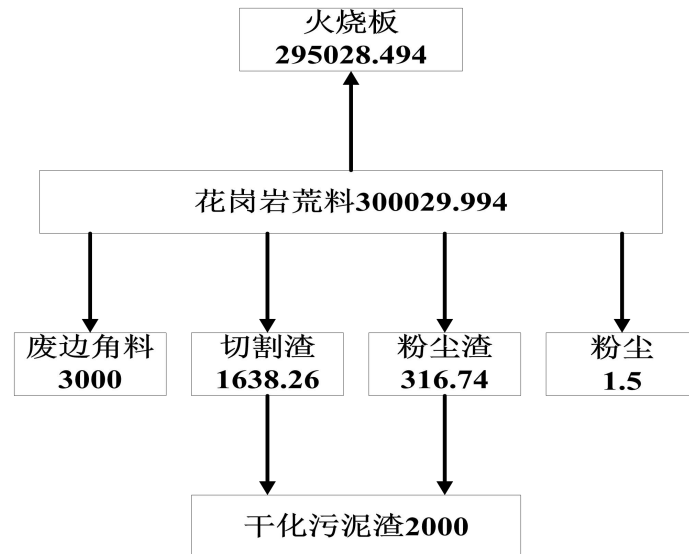 火烧板
295028.494
花岗岩荒料300029.994
废边角料
3000
切割渣
1638.26
粉尘渣
316.74
粉尘
1.5
干化污泥渣2000